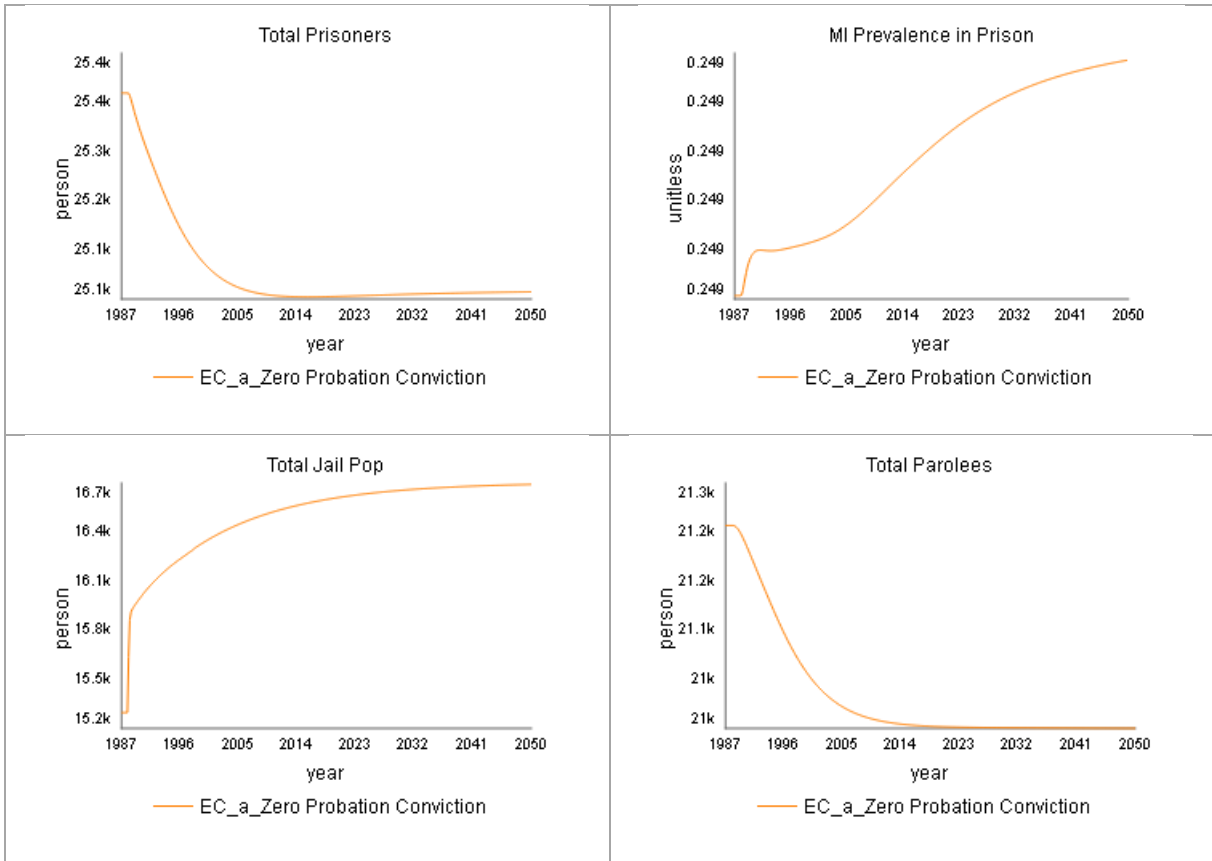 Total Prisoners
25.4k
25.4k
25.3k
25.2k
25.1k
25.1k
person
1987 1996 2005 2014 2023 2032 2041 2050
year
EC_a_Zero Probation Conviction
MI Prevalence in Prison
0.249
0.249
0.249
0.249
0.249
0.249
unitless
1987 1996 2005 2014 2023 2032 2041 2050
year
EC_a_Zero Probation Conviction
Total Jail Pop
16.7k
16.4k
16.1k
15.8k
15.5k
15.2k
person
1987 1996 2005 2014 2023 2032 2041 2050
year
EC_a_Zero Probation Conviction
Total Parolees
21.3k
21.2k
21.2k
21.1k
21k
21k
person
1987 1996 2005 2014 2023 2032 2041 2050
year
EC_a_Zero Probation Conviction